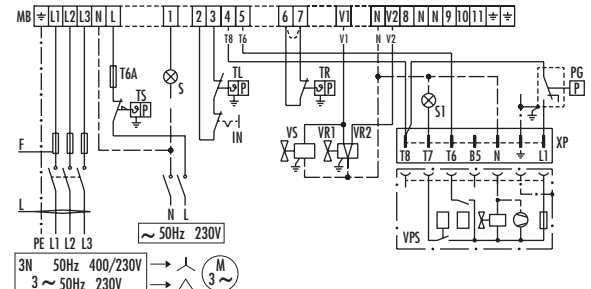 MB ⏚ L1 L2 L3 N L 1 2 3 4 5 6 7 V1 N V2 8 N N 9 10 11 ⏚ ⏚
T8 T6 V1 N V2
T6A TS S TL TR PG
ϑ P ϑ P ϑ P P
IN VS VR1 VR2 S1
F
XP
T8 T7 T6 B5 N ⏚ L1
L
N L
VPS
PE L1 L2 L3
~ 50Hz 230V
3N 50Hz 400/230V
3 ~ 50Hz 230V
M
3 ~